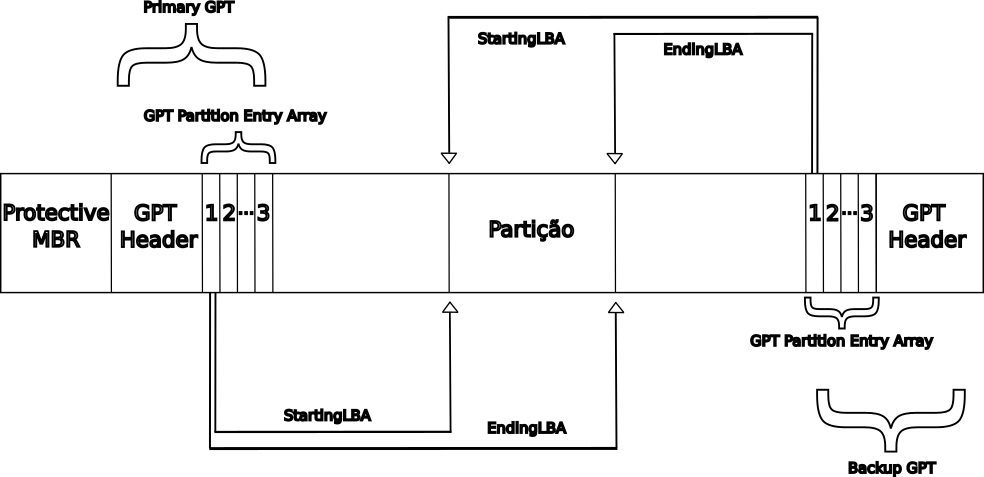 Primary GPT
StartingLBA
EndingLBA
GPT Partition Entry Array
Protective
MBR
GPT
Header
1 2 ... 3
Partição
1 2 ... 3
GPT
Header
GPT Partition Entry Array
StartingLBA
EndingLBA
Backup GPT